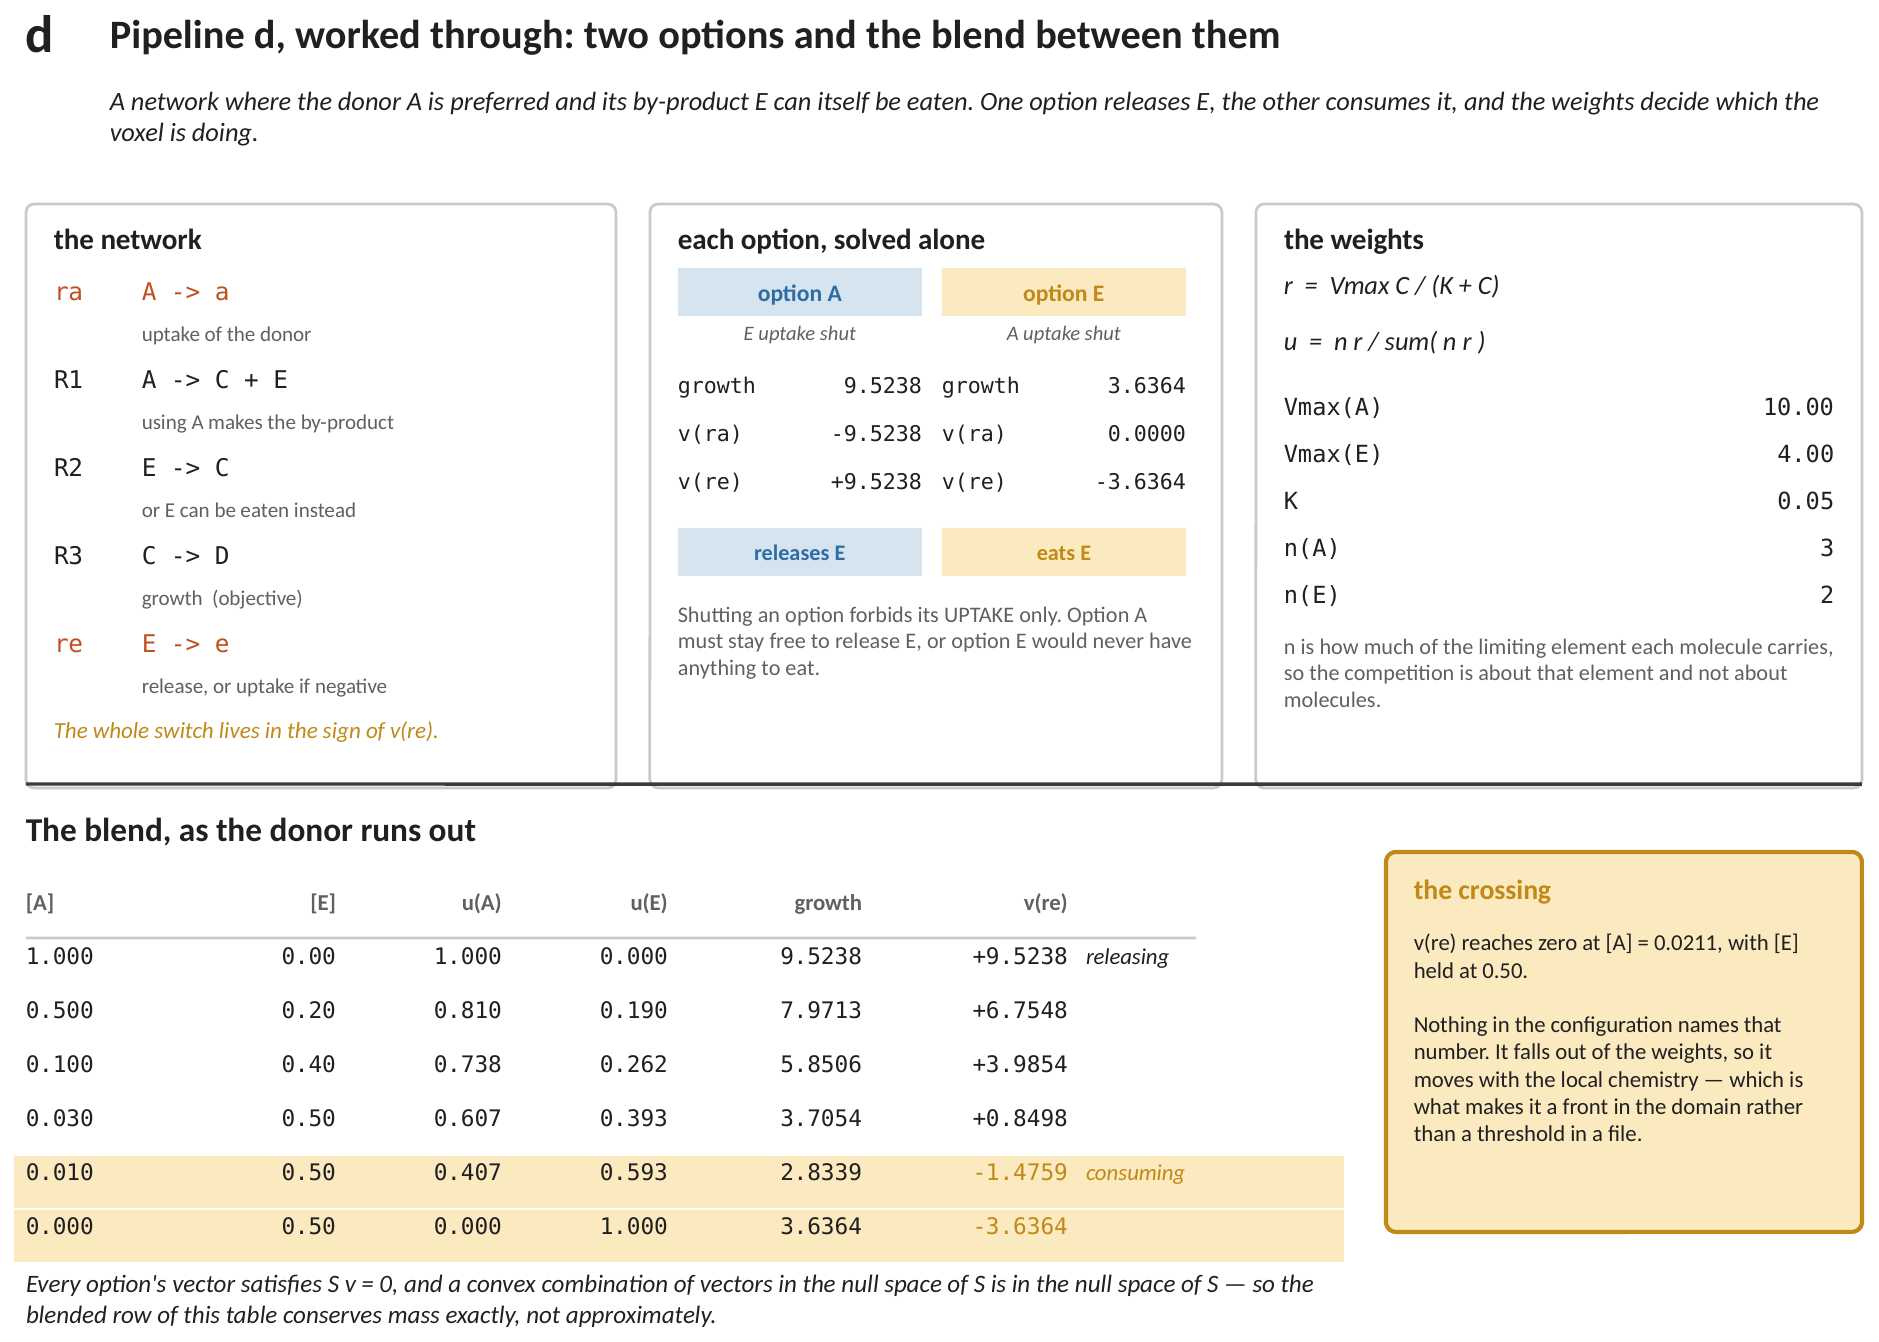 d Pipeline d, worked through: two options and the blend between them
A network where the donor A is preferred and its by-product E can itself be eaten. One option releases E, the other consumes it, and the weights decide which the
voxel is doing.
the network
ra A -> a
uptake of the donor
R1 A -> C + E
using A makes the by-product
R2 E -> C
or E can be eaten instead
R3 C -> D
growth (objective)
re E -> e
release, or uptake if negative
The whole switch lives in the sign of v(re).
each option, solved alone
option A option E
E uptake shut A uptake shut
growth 9.5238 growth 3.6364
v(ra) -9.5238 v(ra) 0.0000
v(re) +9.5238 v(re) -3.6364
releases E eats E
Shutting an option forbids its UPTAKE only. Option A
must stay free to release E, or option E would never have
anything to eat.
the weights
r = Vmax C / (K + C)
u = n r / sum( n r )
Vmax(A) 10.00
Vmax(E) 4.00
K 0.05
n(A) 3
n(E) 2
n is how much of the limiting element each molecule carries,
so the competition is about that element and not about
molecules.
The blend, as the donor runs out
[A] [E] u(A) u(E) growth v(re)
1.000 0.00 1.000 0.000 9.5238 +9.5238 releasing
0.500 0.20 0.810 0.190 7.9713 +6.7548
0.100 0.40 0.738 0.262 5.8506 +3.9854
0.030 0.50 0.607 0.393 3.7054 +0.8498
0.010 0.50 0.407 0.593 2.8339 -1.4759 consuming
0.000 0.50 0.000 1.000 3.6364 -3.6364
Every option's vector satisfies S v = 0, and a convex combination of vectors in the null space of S is in the null space of S — so the
blended row of this table conserves mass exactly, not approximately.
the crossing
v(re) reaches zero at [A] = 0.0211, with [E]
held at 0.50.
Nothing in the configuration names that
number. It falls out of the weights, so it
moves with the local chemistry — which is
what makes it a front in the domain rather
than a threshold in a file.